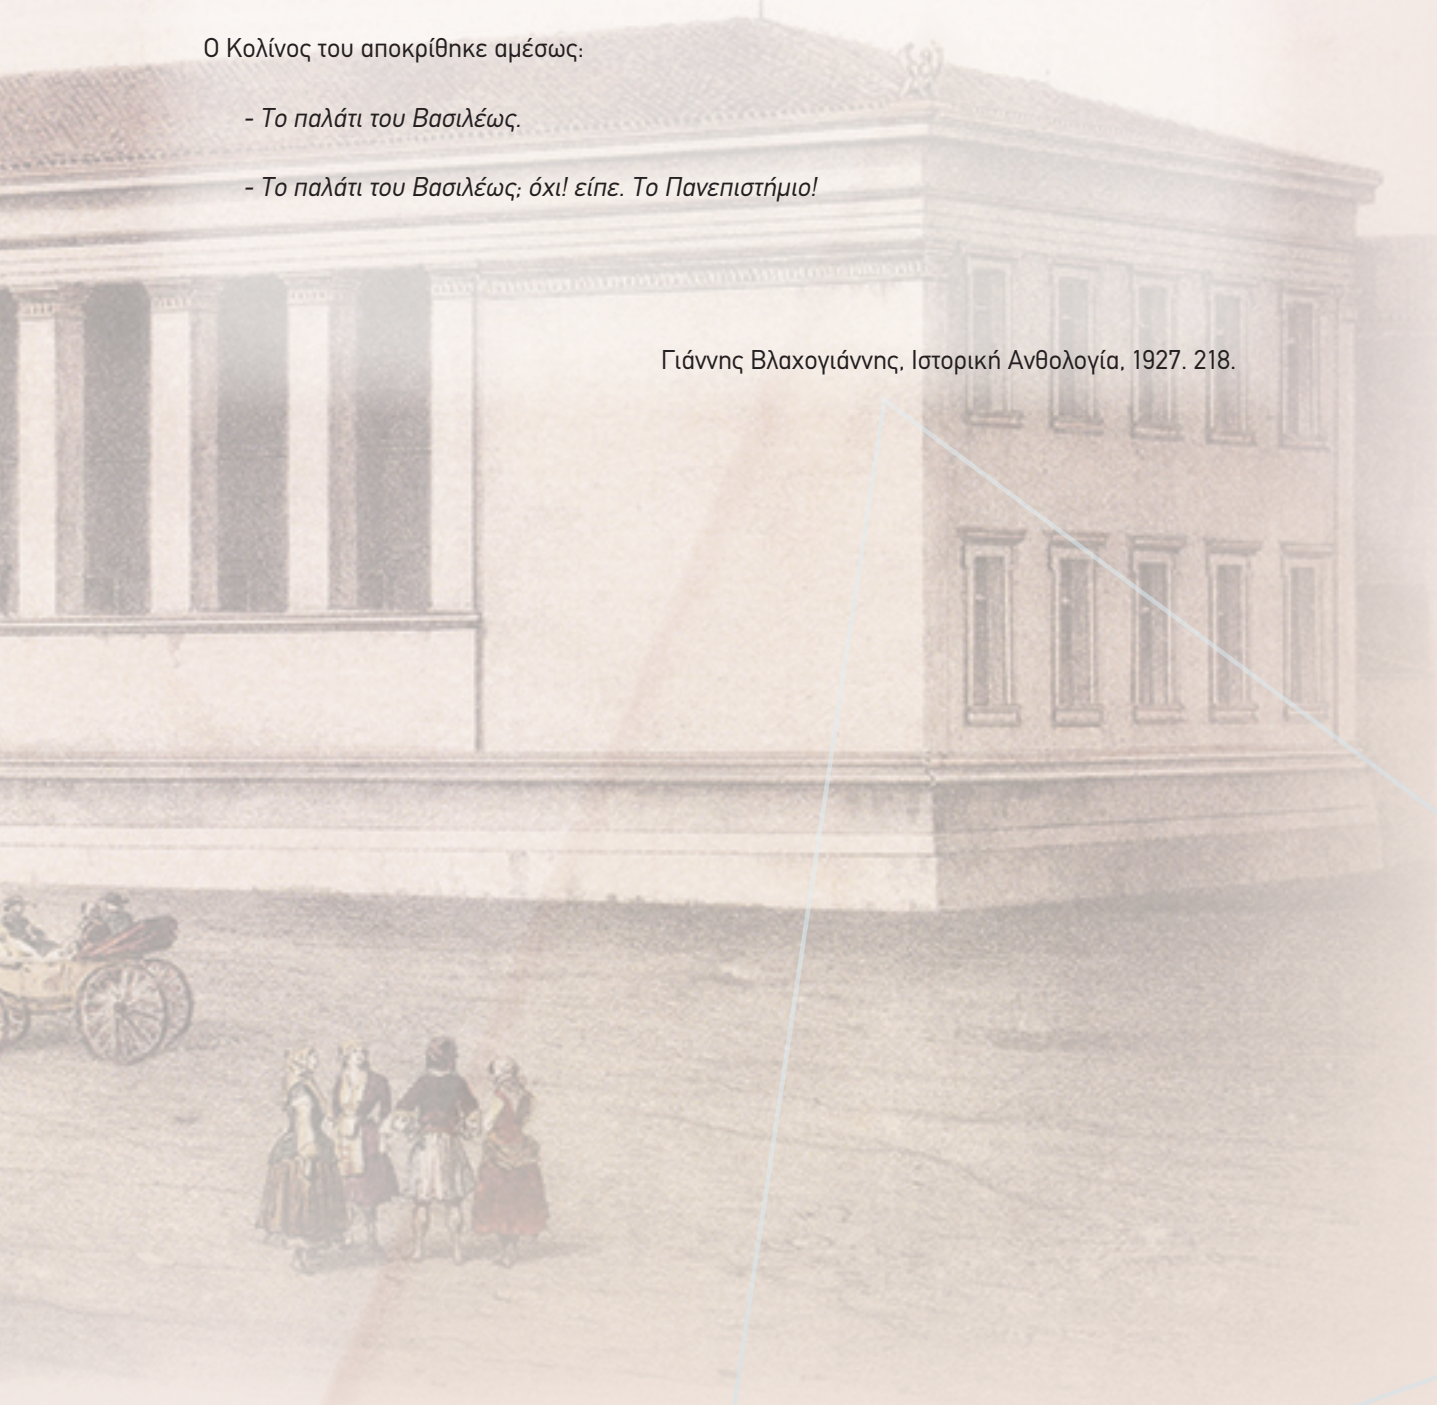 Ο Κολίνος του αποκρίθηκε αμέσως:
- Το παλάτι του Βασιλέως.
- Το παλάτι του Βασιλέως; όχι! είπε. Το Πανεπιστήμιο!
Γιάννης Βλαχογιάννης, Ιστορική Ανθολογία, 1927. 218.